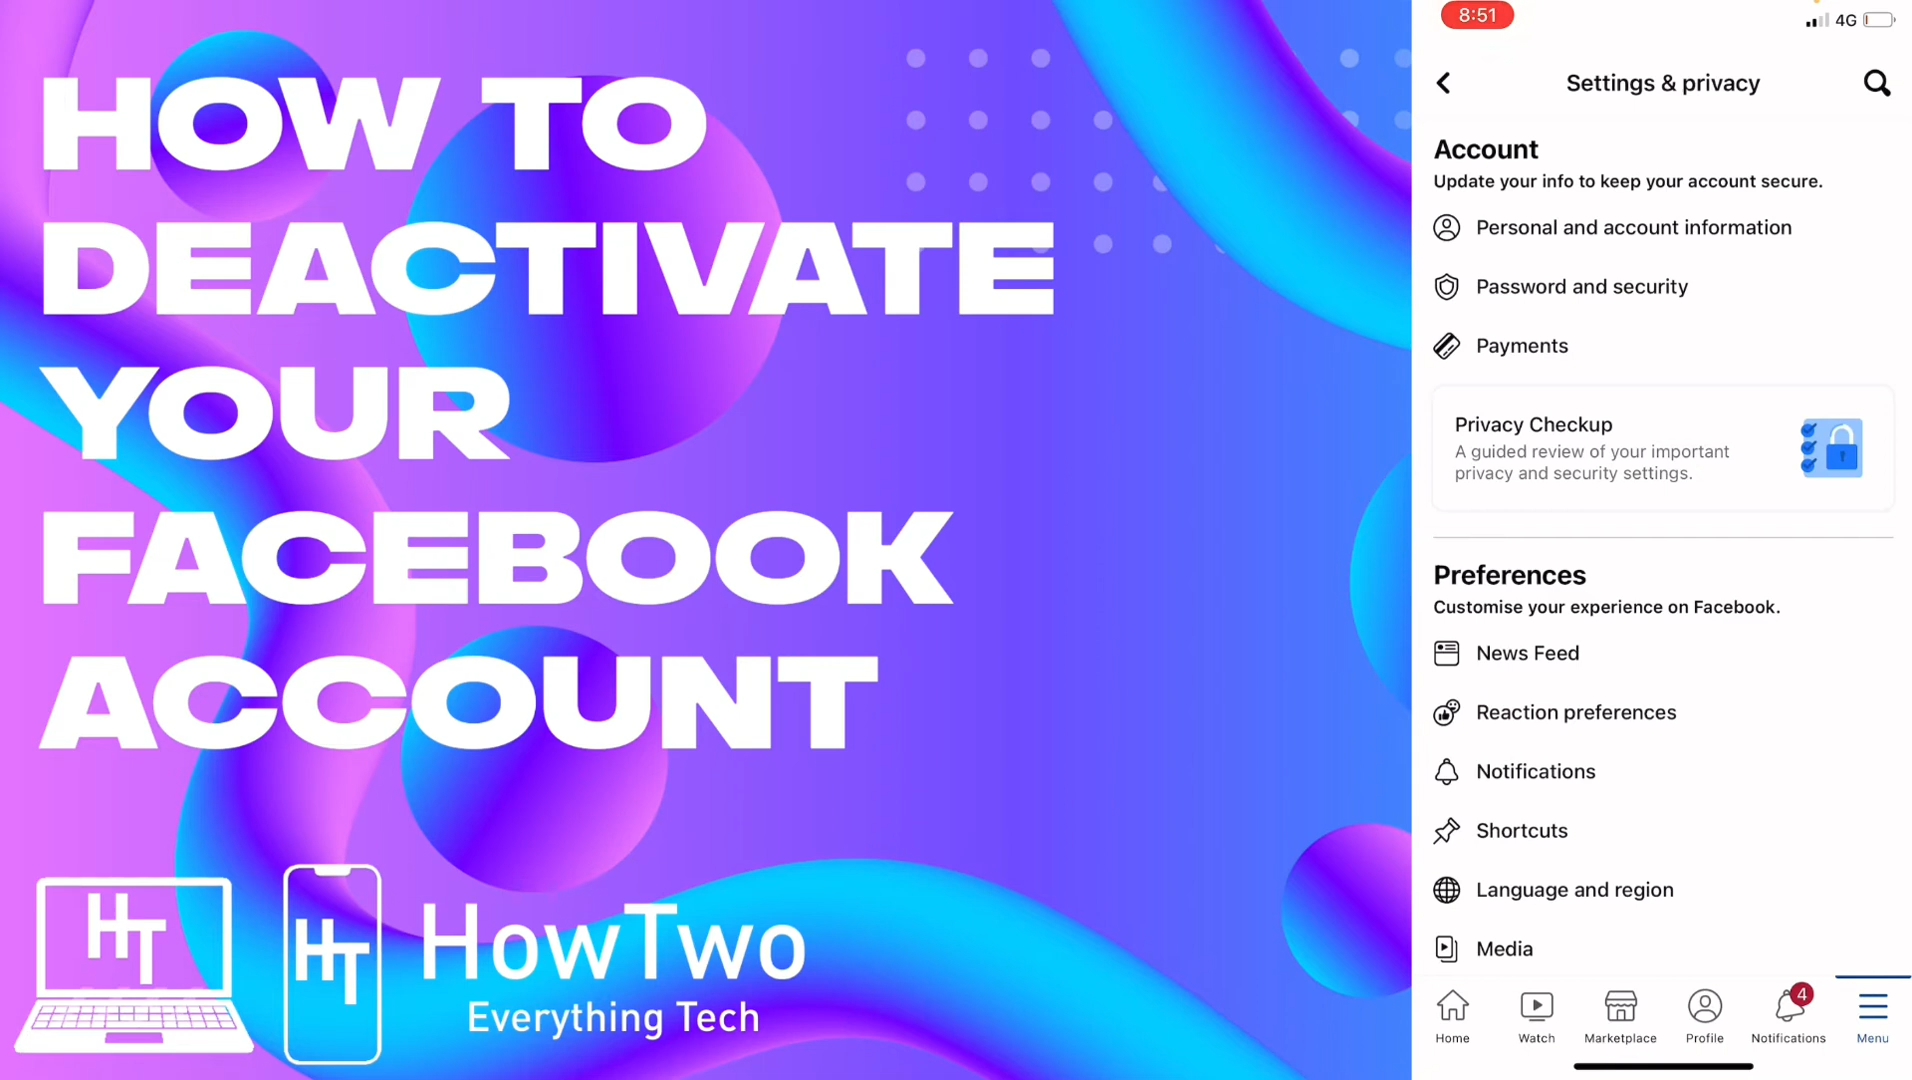 HOW TO
DEACTIVATE
YOUR
FACEBOOK
ACCOUNT
HT
HT
HowTwo
Everything Tech
8:51
4G
Settings & privacy
Account
Update your info to keep your account secure.
Personal and account information
Password and security
Payments
Privacy Checkup
A guided review of your important
privacy and security settings.
Preferences
Customise your experience on Facebook.
News Feed
Reaction preferences
Notifications
Shortcuts
Language and region
Media
4
Home Watch Marketplace Profile Notifications Menu